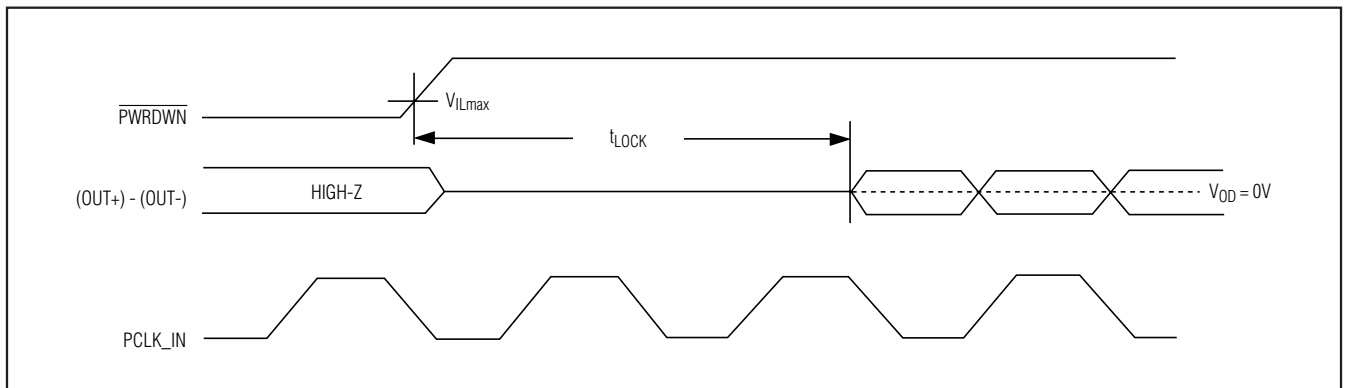 PWRDWN
VILmax
tLOCK
(OUT+) - (OUT-)
HIGH-Z
VOD = 0V
PCLK_IN